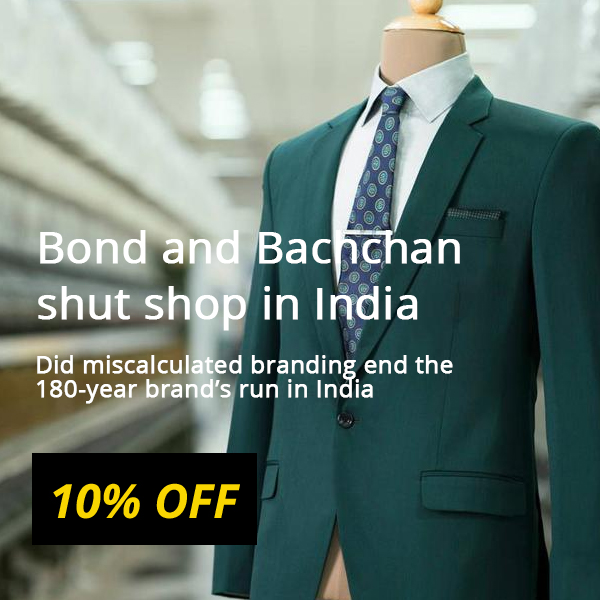 Bond and Bachchan
shut shop in India
Did miscalculated branding end the
180-year brand’s run in India
10% OFF